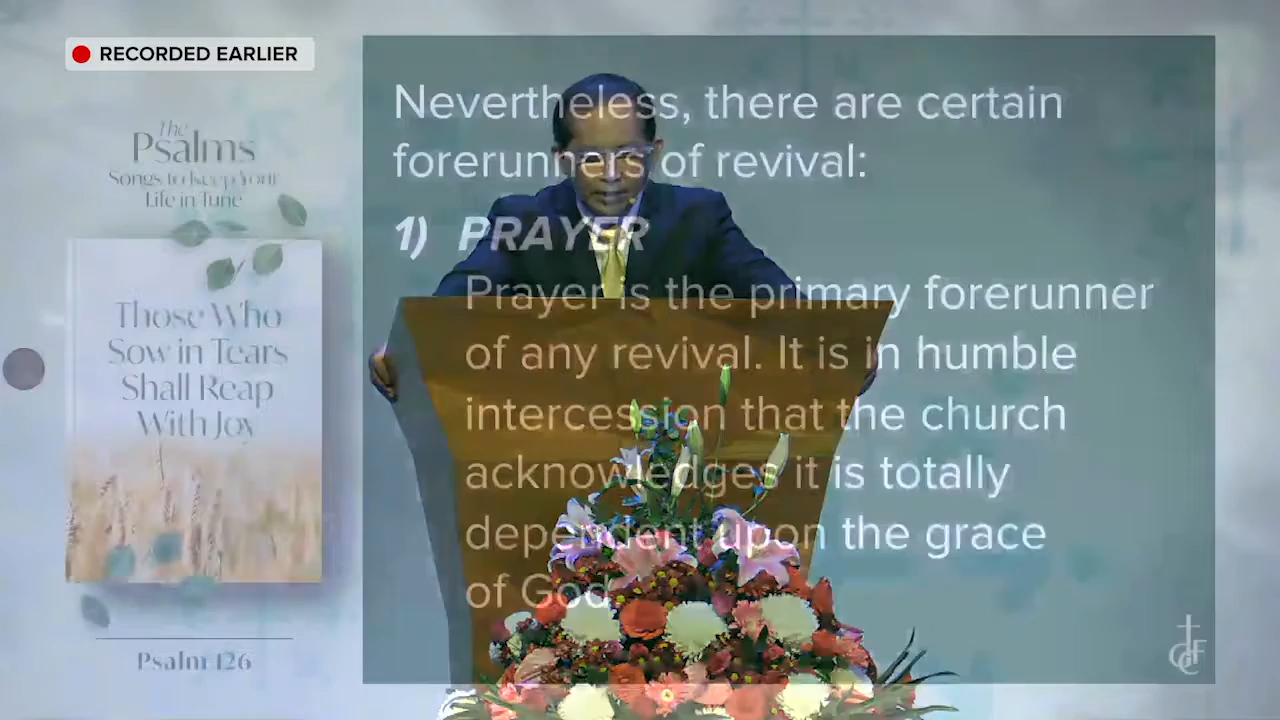 RECORDED EARLIER
The
Psalms
Songs to Keep Your
Life in Tune
Those Who
Sow in Tears
Shall Reap
With Joy
Psalm 126
Nevertheless, there are certain
forerunners of revival:
1) PRAYER
Prayer is the primary forerunner
of any revival. It is in humble
intercession that the church
acknowledges it is totally
dependent upon the grace
of God.